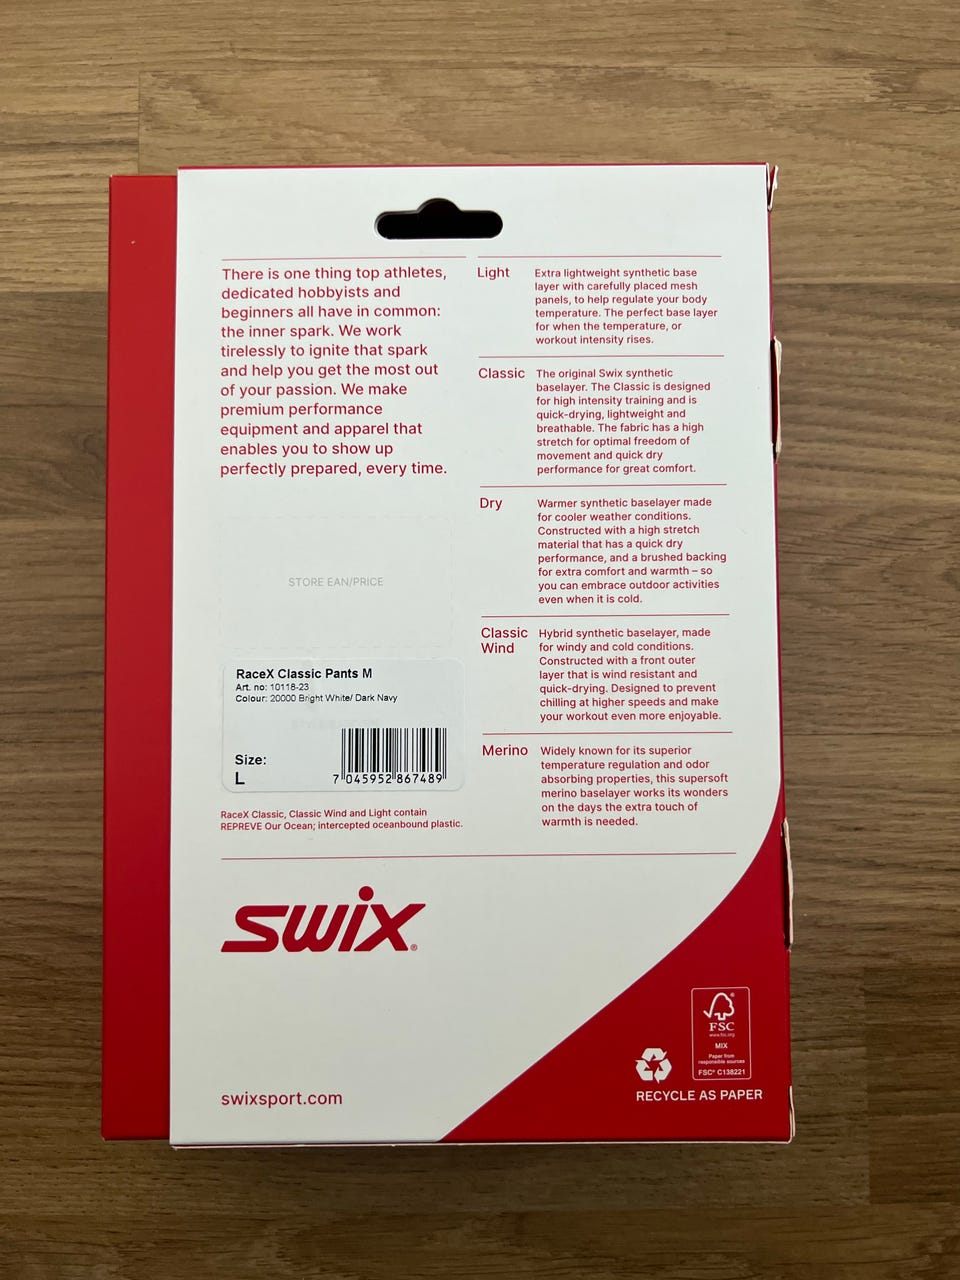 There is one thing top athletes,
dedicated hobbyists and
beginners all have in common:
the inner spark. We work
tirelessly to ignite that spark
and help you get the most out
of your passion. We make
premium performance
equipment and apparel that
enables you to show up
perfectly prepared, every time.
STORE EAN/PRICE
RaceX Classic Pants M
Art. no: 10118-23
Colour: 20000 Bright White/ Dark Navy
Size:
L
7 045952 867489
RaceX Classic, Classic Wind and Light contain
REPREVE Our Ocean; intercepted oceanbound plastic.
Light
Extra lightweight synthetic base
layer with carefully placed mesh
panels, to help regulate your body
temperature. The perfect base layer
for when the temperature, or
workout intensity rises.
Classic
The original Swix synthetic
baselayer. The Classic is designed
for high intensity training and is
quick-drying, lightweight and
breathable. The fabric has a high
stretch for optimal freedom of
movement and quick dry
performance for great comfort.
Dry
Warmer synthetic baselayer made
for cooler weather conditions.
Constructed with a high stretch
material that has a quick dry
performance, and a brushed backing
for extra comfort and warmth – so
you can embrace outdoor activities
even when it is cold.
Classic
Wind
Hybrid synthetic baselayer, made
for windy and cold conditions.
Constructed with a front outer
layer that is wind resistant and
quick-drying. Designed to prevent
chilling at higher speeds and make
your workout even more enjoyable.
Merino
Widely known for its superior
temperature regulation and odor
absorbing properties, this supersoft
merino baselayer works its wonders
on the days the extra touch of
warmth is needed.
swix®
swixsport.com
FSC
www.fsc.org
MIX
Paper from
responsible sources
FSC® C138221
RECYCLE AS PAPER